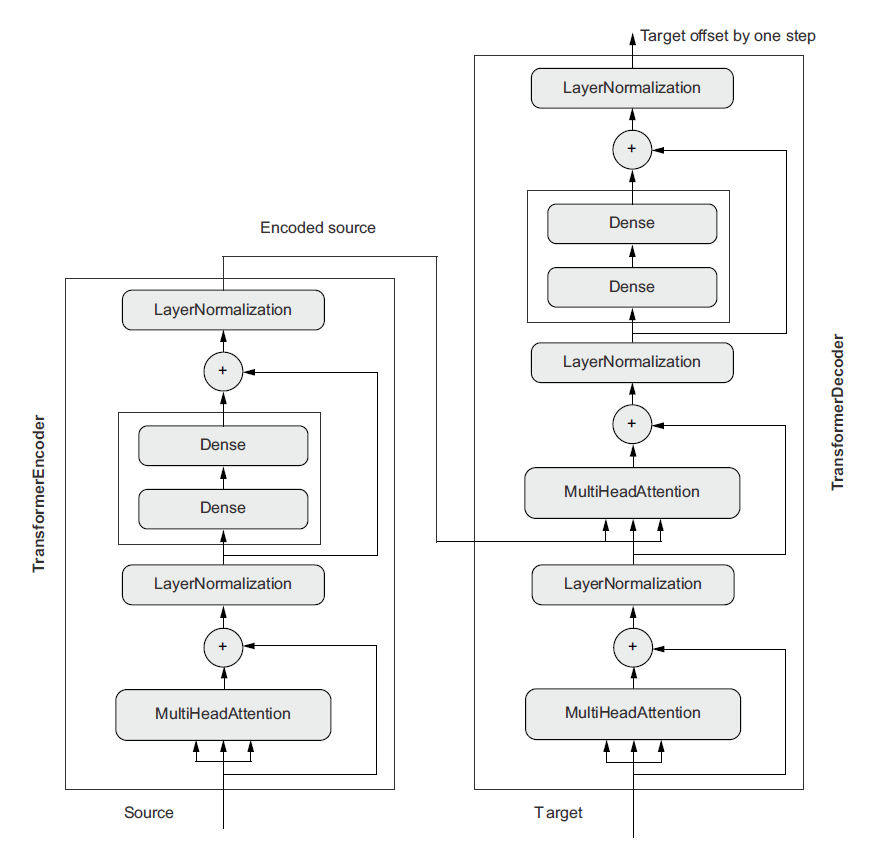 Target offset by one step
LayerNormalization
+
Dense
Dense
LayerNormalization
+
MultiHeadAttention
LayerNormalization
+
MultiHeadAttention
Target
TransformerDecoder
Encoded source
LayerNormalization
+
Dense
Dense
LayerNormalization
+
MultiHeadAttention
Source
TransformerEncoder